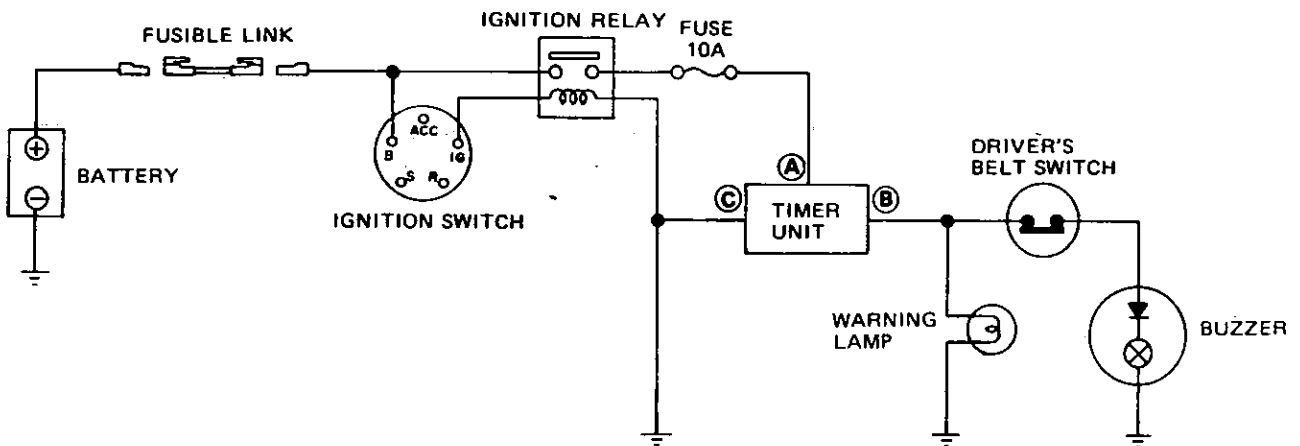 IGNITION RELAY
FUSIBLE LINK
FUSE
10A
ACC
B
IG
S
R
BATTERY
IGNITION SWITCH
DRIVER'S
BELT SWITCH
A
C
B
TIMER
UNIT
WARNING
LAMP
BUZZER